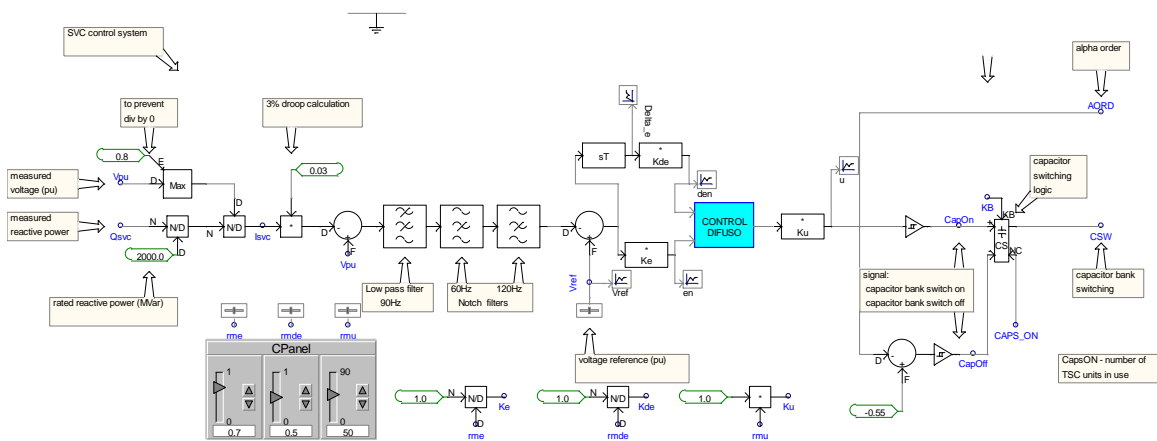 SVC control system
alpha order
AORD
to prevent
div by 0
3% droop calculation
0.8
E
0.03
Delta_e
measured
voltage (pu)
Vpu
D
Max
D
sT
*
Kde
den
u
capacitor
switching
logic
measured
reactive power
Qsvc
N
N/D
D
N
N/D
Isvc
*
D
-
+
F
Vpu
D
-
+
F
*
Ke
en
CONTROL
DIFUSO
*
Ku
CapOn
KB
KB
+
CS
-
NC
CSW
2000.0
rated reactive power (MVar)
Low pass filter
90Hz
60Hz
120Hz
Notch filters
Vref
Vref
signal:
capacitor bank switch on
capacitor bank switch off
capacitor bank
switching
CAPS_ON
rme
rmde
rmu
CPanel
1
0
0.7
1
0
0.5
90
0
50
voltage reference (pu)
D
-
+
F
CapOff
-0.55
CapsON - number of
TSC units in use
1.0
N
N/D
D
Ke
rme
1.0
N
N/D
D
Kde
rmde
1.0
*
Ku
rmu